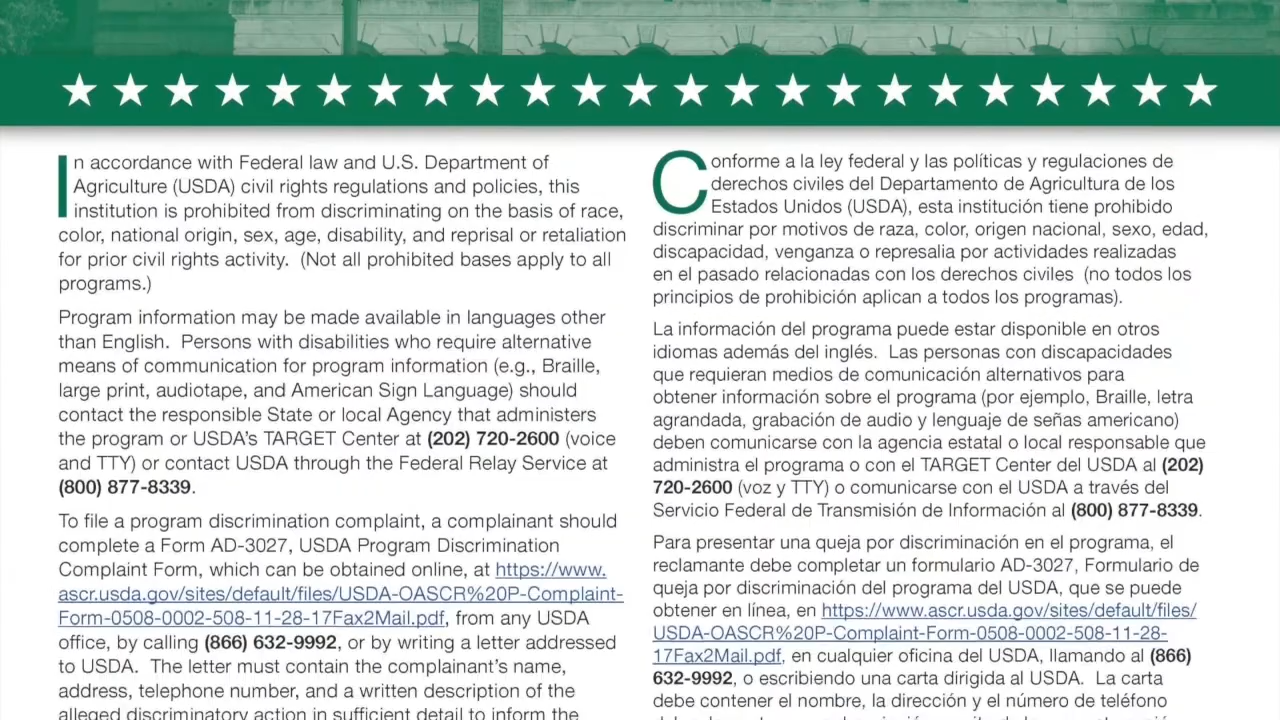 In accordance with Federal law and U.S. Department of
Agriculture (USDA) civil rights regulations and policies, this
institution is prohibited from discriminating on the basis of race,
color, national origin, sex, age, disability, and reprisal or retaliation
for prior civil rights activity. (Not all prohibited bases apply to all
programs.)
Program information may be made available in languages other
than English. Persons with disabilities who require alternative
means of communication for program information (e.g., Braille,
large print, audiotape, and American Sign Language) should
contact the responsible State or local Agency that administers
the program or USDA's TARGET Center at (202) 720-2600 (voice
and TTY) or contact USDA through the Federal Relay Service at
(800) 877-8339.
To file a program discrimination complaint, a complainant should
complete a Form AD-3027, USDA Program Discrimination
Complaint Form, which can be obtained online, at https://www.
ascr.usda.gov/sites/default/files/USDA-OASCR%20P-Complaint-
Form-0508-0002-508-11-28-17Fax2Mail.pdf, from any USDA
office, by calling (866) 632-9992, or by writing a letter addressed
to USDA. The letter must contain the complainant's name,
address, telephone number, and a written description of the
alleged discriminatory action in sufficient detail to inform the
Conforme a la ley federal y las políticas y regulaciones de
derechos civiles del Departamento de Agricultura de los
Estados Unidos (USDA), esta institución tiene prohibido
discriminar por motivos de raza, color, origen nacional, sexo, edad,
discapacidad, venganza o represalia por actividades realizadas
en el pasado relacionadas con los derechos civiles (no todos los
principios de prohibición aplican a todos los programas).
La información del programa puede estar disponible en otros
idiomas además del inglés. Las personas con discapacidades
que requieran medios de comunicación alternativos para
obtener información sobre el programa (por ejemplo, Braille, letra
agrandada, grabación de audio y lenguaje de señas americano)
deben comunicarse con la agencia estatal o local responsable que
administra el programa o con el TARGET Center del USDA al (202)
720-2600 (voz y TTY) o comunicarse con el USDA a través del
Servicio Federal de Transmisión de Información al (800) 877-8339.
Para presentar una queja por discriminación en el programa, el
reclamante debe completar un formulario AD-3027, Formulario de
queja por discriminación del programa del USDA, que se puede
obtener en línea, en https://www.ascr.usda.gov/sites/default/files/
USDA-OASCR%20P-Complaint-Form-0508-0002-508-11-28-
17Fax2Mail.pdf, en cualquier oficina del USDA, llamando al (866)
632-9992, o escribiendo una carta dirigida al USDA. La carta
debe contener el nombre, la dirección y el número de teléfono